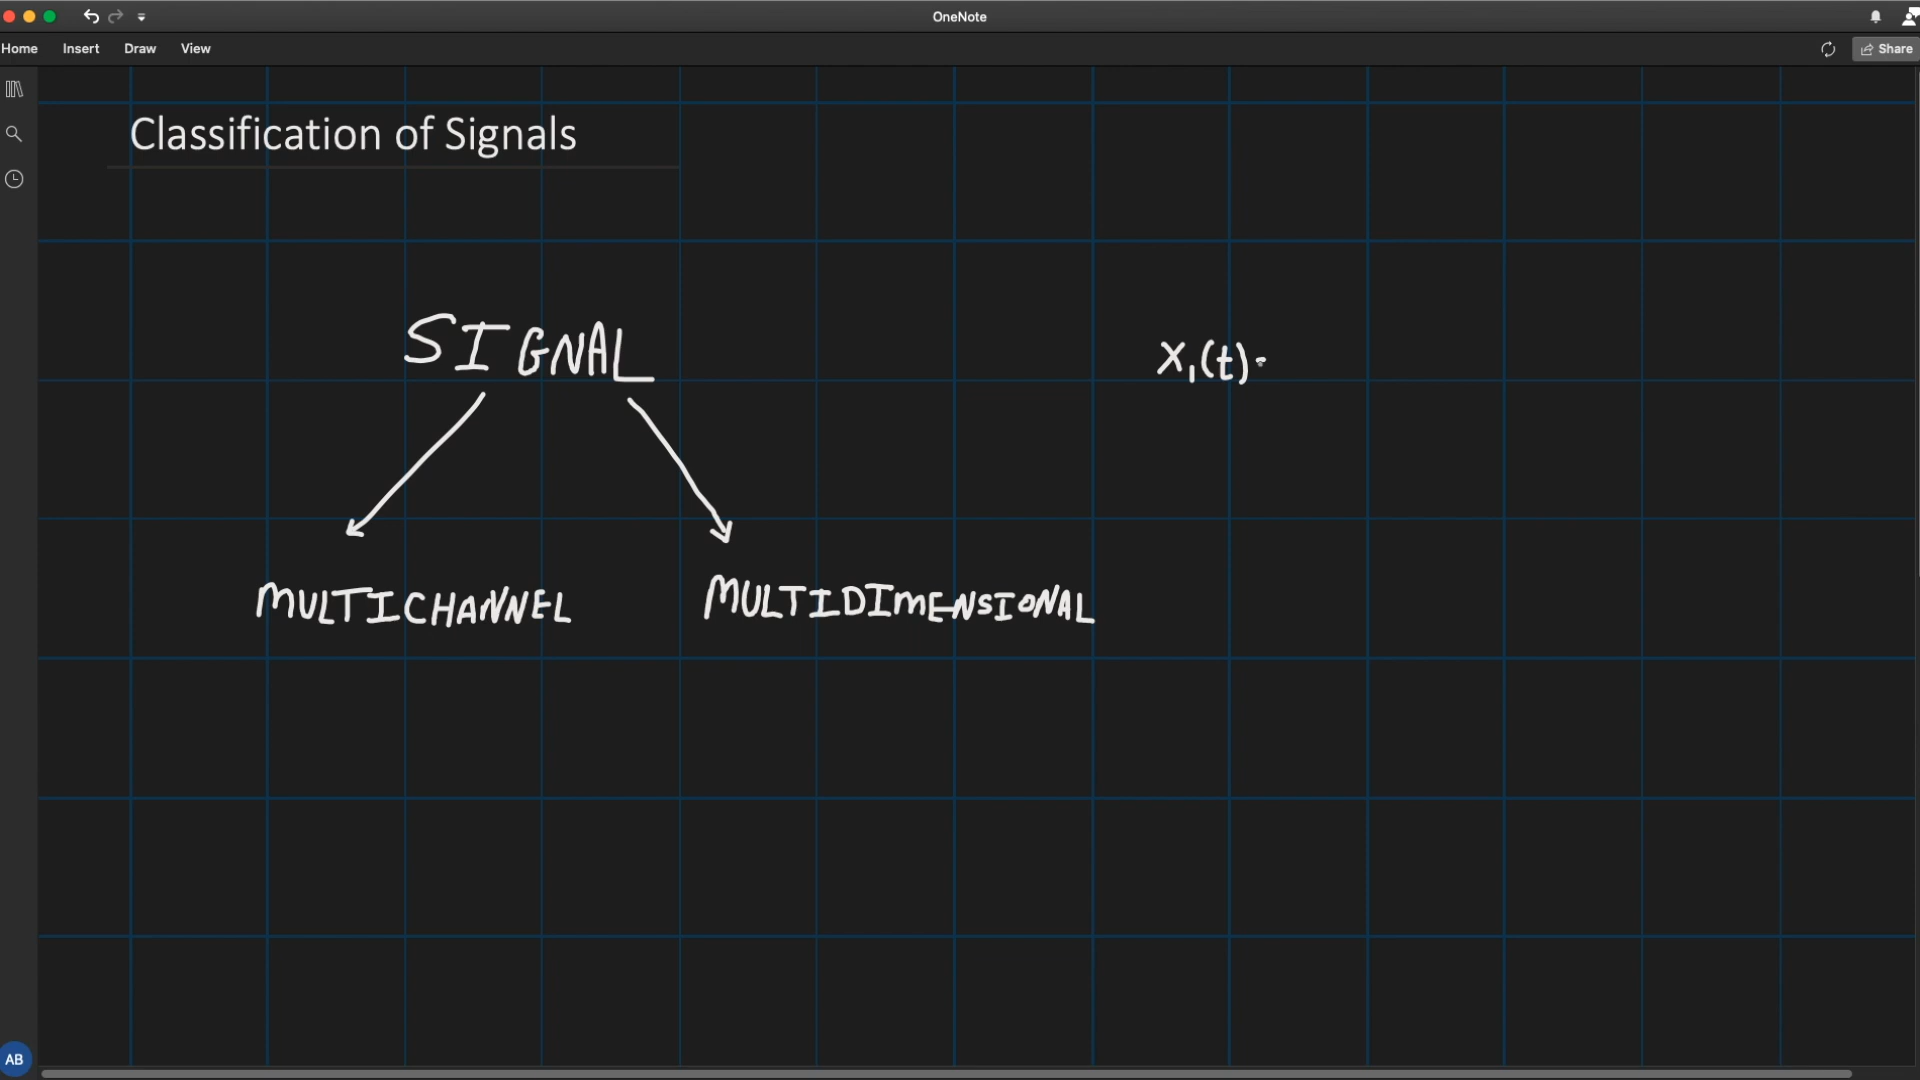 OneNote
Home Insert Draw View Share
Classification of Signals
SIGNAL
X₁(t)=
MULTICHANNEL MULTIDIMENSIONAL
AB